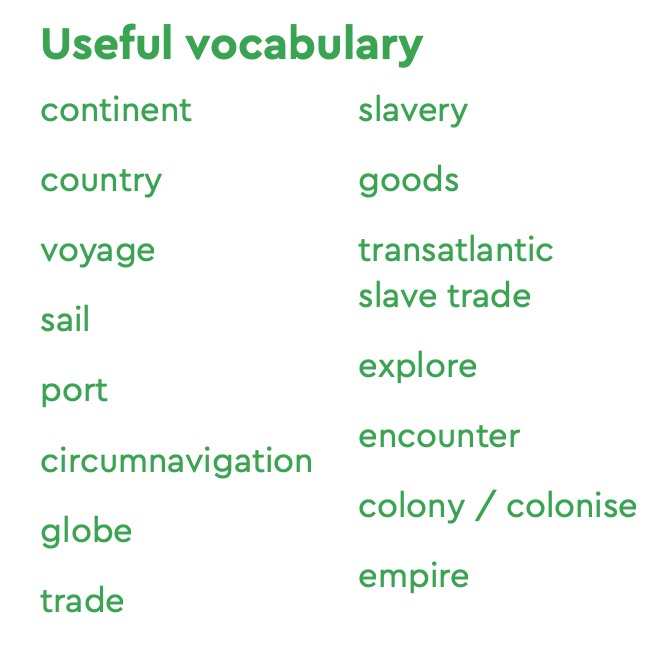 Useful vocabulary
continent
country
voyage
sail
port
circumnavigation
globe
trade
slavery
goods
transatlantic
slave trade
explore
encounter
colony / colonise
empire